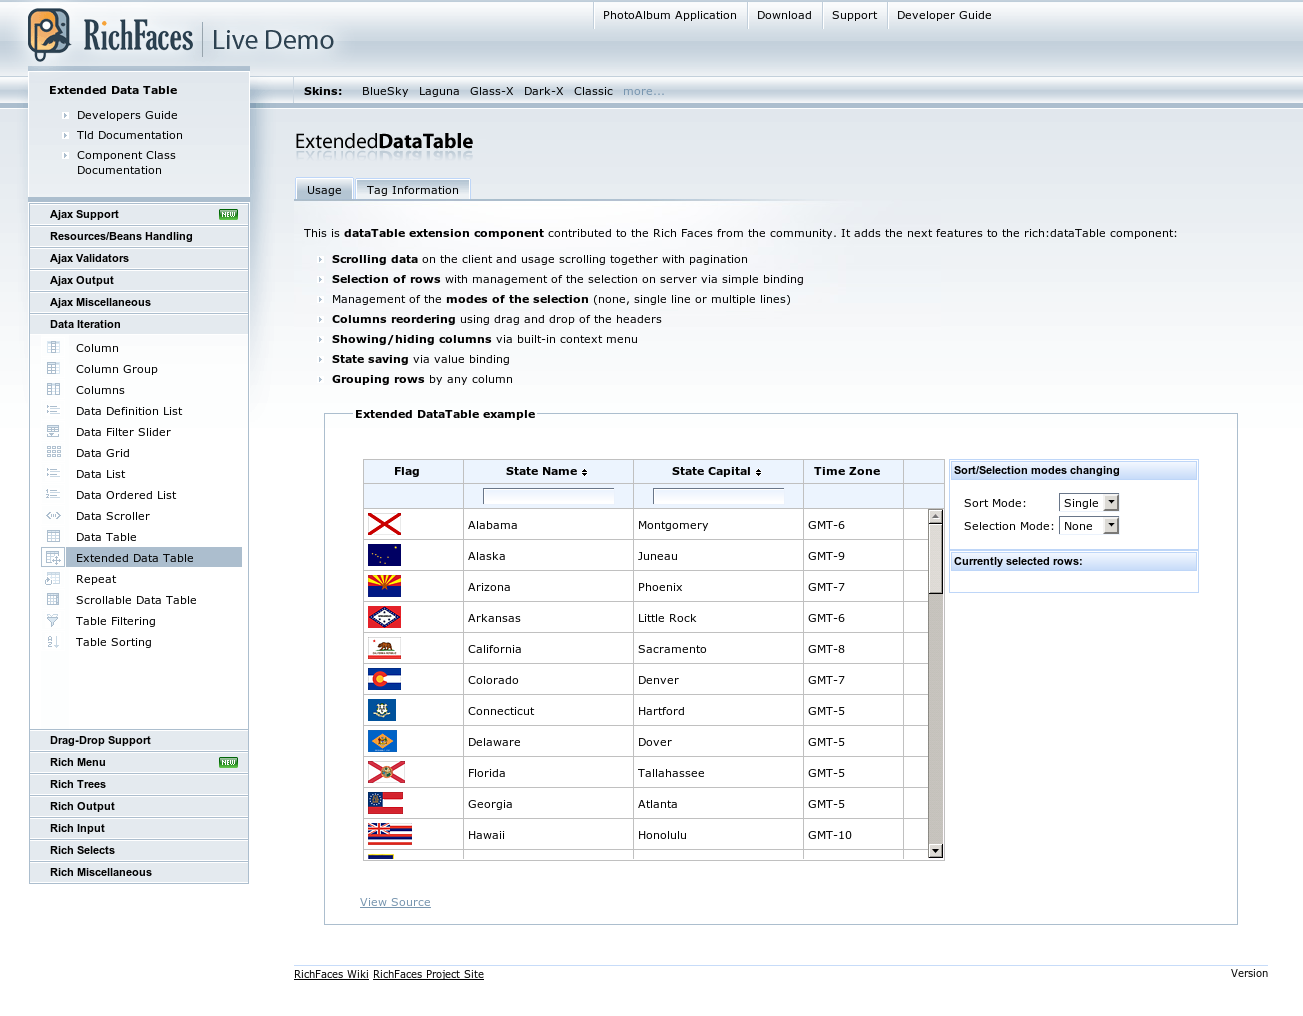 PhotoAlbum Application Download Support Developer Guide
RichFaces Live Demo
Skins: BlueSky Laguna Glass-X Dark-X Classic more...
Extended Data Table
Developers Guide
Tld Documentation
Component Class
Documentation
Ajax Support NEW
Resources/Beans Handling
Ajax Validators
Ajax Output
Ajax Miscellaneous
Data Iteration
Column
Column Group
Columns
Data Definition List
Data Filter Slider
Data Grid
Data List
Data Ordered List
Data Scroller
Data Table
Extended Data Table
Repeat
Scrollable Data Table
Table Filtering
Table Sorting
Drag-Drop Support
Rich Menu NEW
Rich Trees
Rich Output
Rich Input
Rich Selects
Rich Miscellaneous
ExtendedDataTable
Usage Tag Information
This is dataTable extension component contributed to the Rich Faces from the community. It adds the next features to the rich:dataTable component:
Scrolling data on the client and usage scrolling together with pagination
Selection of rows with management of the selection on server via simple binding
Management of the modes of the selection (none, single line or multiple lines)
Columns reordering using drag and drop of the headers
Showing/hiding columns via built-in context menu
State saving via value binding
Grouping rows by any column
Extended DataTable example
Flag State Name State Capital Time Zone
Alabama Montgomery GMT-6
Alaska Juneau GMT-9
Arizona Phoenix GMT-7
Arkansas Little Rock GMT-6
California Sacramento GMT-8
Colorado Denver GMT-7
Connecticut Hartford GMT-5
Delaware Dover GMT-5
Florida Tallahassee GMT-5
Georgia Atlanta GMT-5
Hawaii Honolulu GMT-10
Sort/Selection modes changing
Sort Mode: Single
Selection Mode: None
Currently selected rows:
View Source
RichFaces Wiki RichFaces Project Site Version